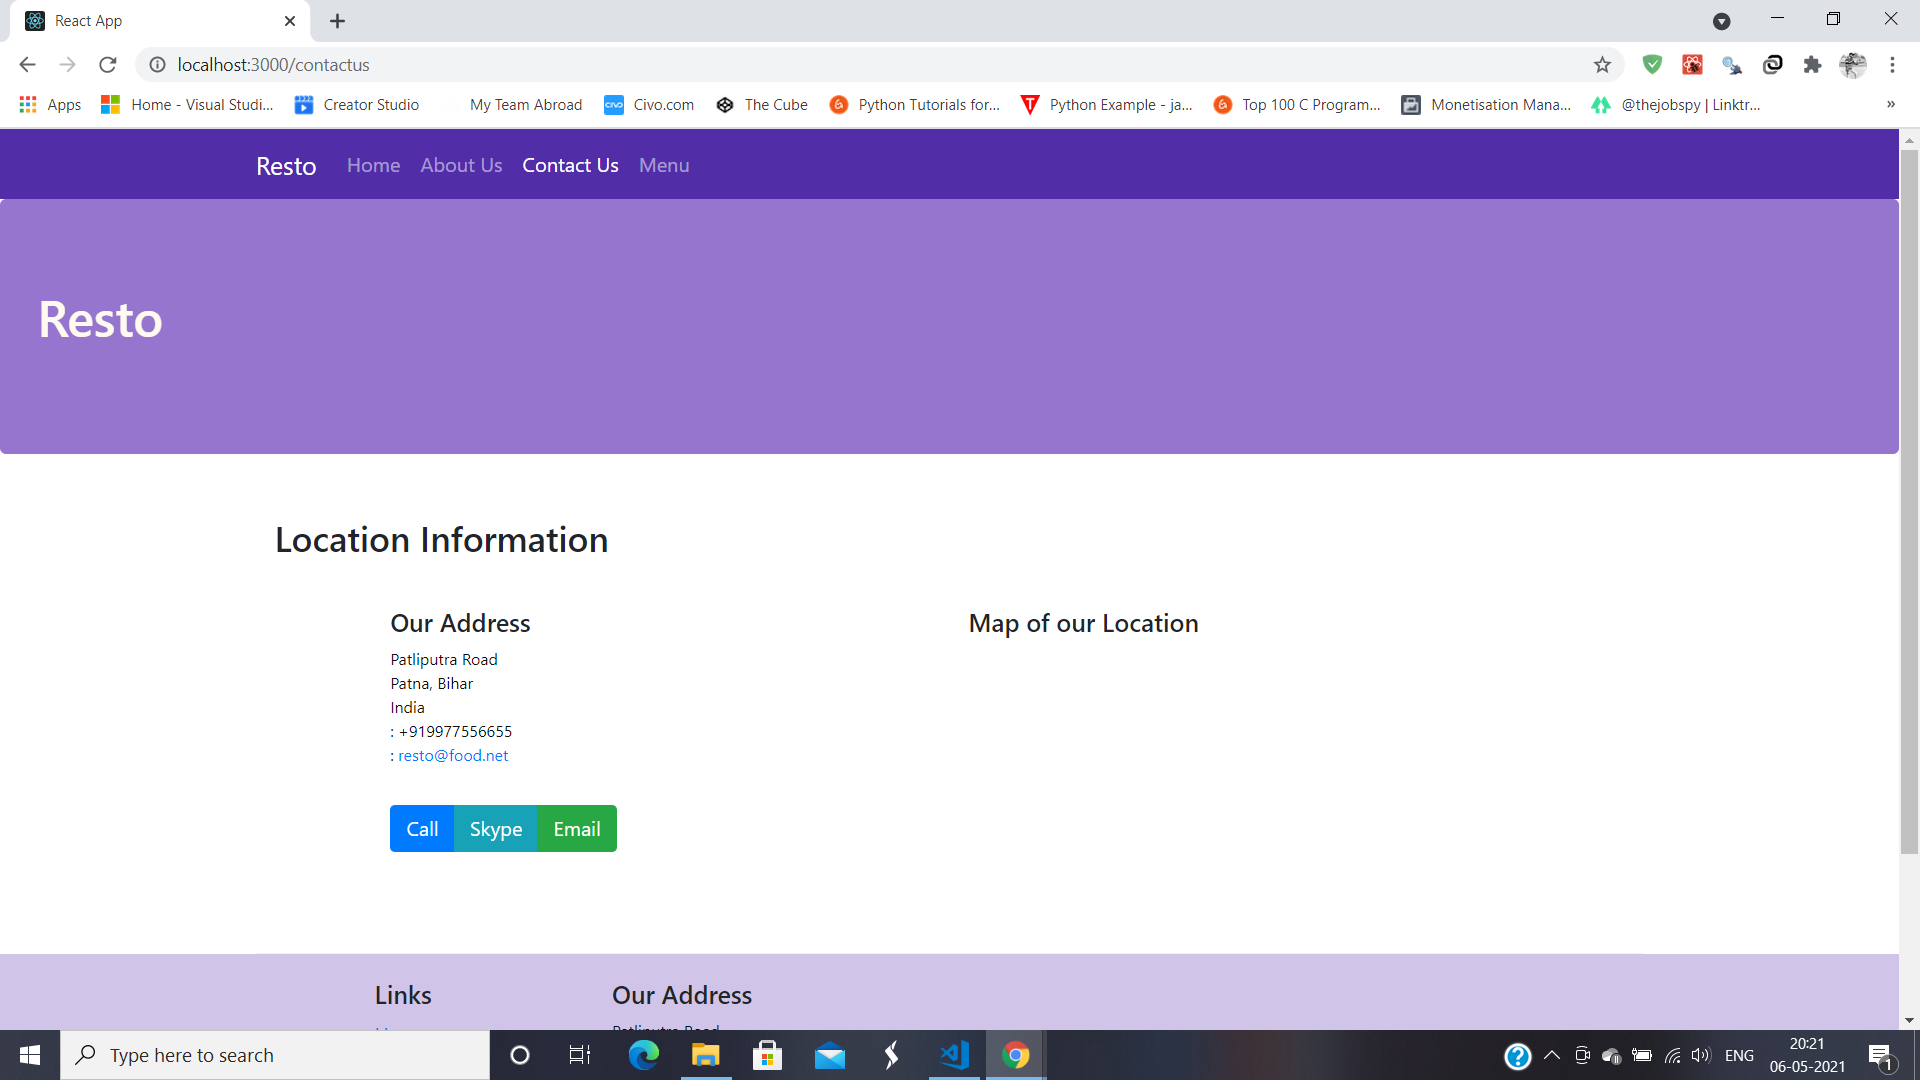 React App
localhost:3000/contactus
Apps Home - Visual Studi... Creator Studio My Team Abroad Civo.com The Cube Python Tutorials for... Python Example - ja... Top 100 C Program... Monetisation Mana... @thejobspy | Linktr... »
Resto Home About Us Contact Us Menu
Resto
Location Information
Our Address
Patliputra Road
Patna, Bihar
India
: +919977556655
: resto@food.net
Call Skype Email
Map of our Location
Links
Our Address
Patliputra Road
Type here to search
ENG
20:21
06-05-2021
1